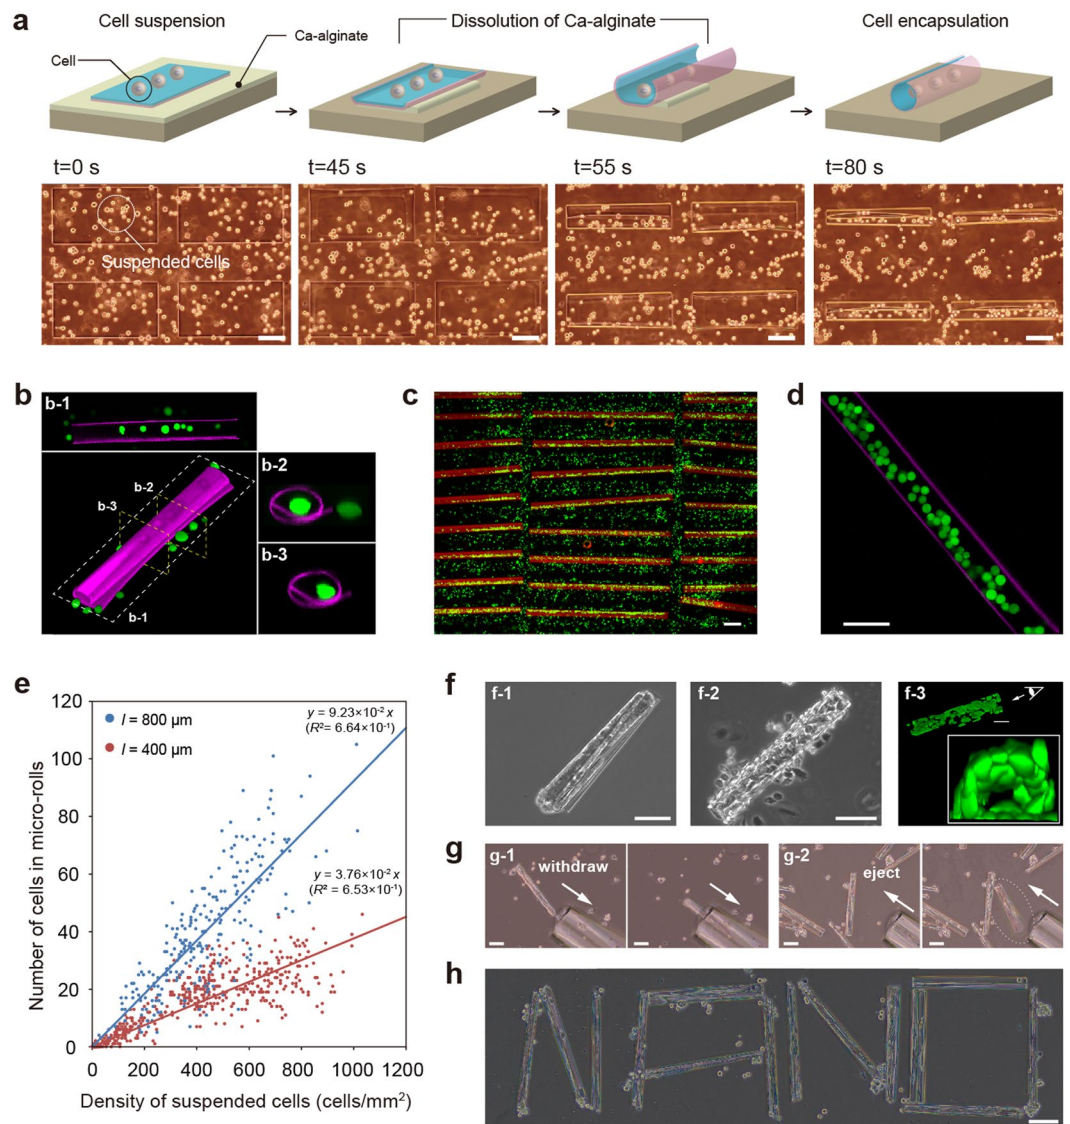 a
Cell suspension
Dissolution of Ca-alginate
Cell encapsulation
Ca-alginate
Cell
t=0 s
t=45 s
t=55 s
t=80 s
Suspended cells
b
b-1
b-2
b-3
b-1
b-2
b-3
c
d
e
120
100
80
60
40
20
0
0
200
400
600
800
1000
1200
l = 800 μm
l = 400 μm
y = 9.23×10⁻² x
(R²= 6.64×10⁻¹)
y = 3.76×10⁻² x
(R² = 6.53×10⁻¹)
Number of cells in micro-rolls
Density of suspended cells (cells/mm²)
f
f-1
f-2
f-3
g
g-1
withdraw
g-2
eject
h
NANO